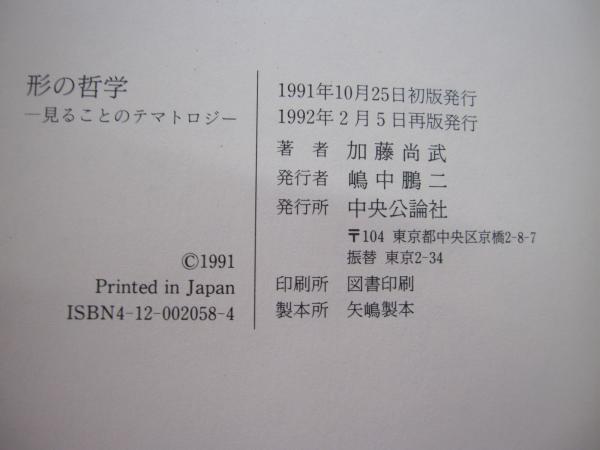 形の哲学
―見ることのテマトロジー
©1991
Printed in Japan
ISBN4-12-002058-4
1991年10月25日初版発行
1992年2月5日再版発行
著者 加藤尚武
発行者 嶋中鵬二
発行所 中央公論社
〒104 東京都中央区京橋2-8-7
振替 東京2-34
印刷所 図書印刷
製本所 矢嶋製本